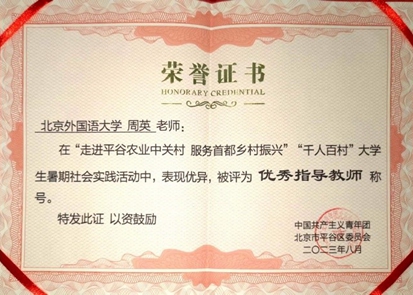 荣誉证书
HONORARY CREDENTIAL
北京外国语大学 周英 老师：
在“走进平谷农业中关村 服务首都乡村振兴”“千人百村”大学
生暑期社会实践活动中，表现优异，被评为 优秀指导教师 称
号。
特发此证 以资鼓励
中国共产主义青年团
北京市平谷区委员会
二〇二三年八月